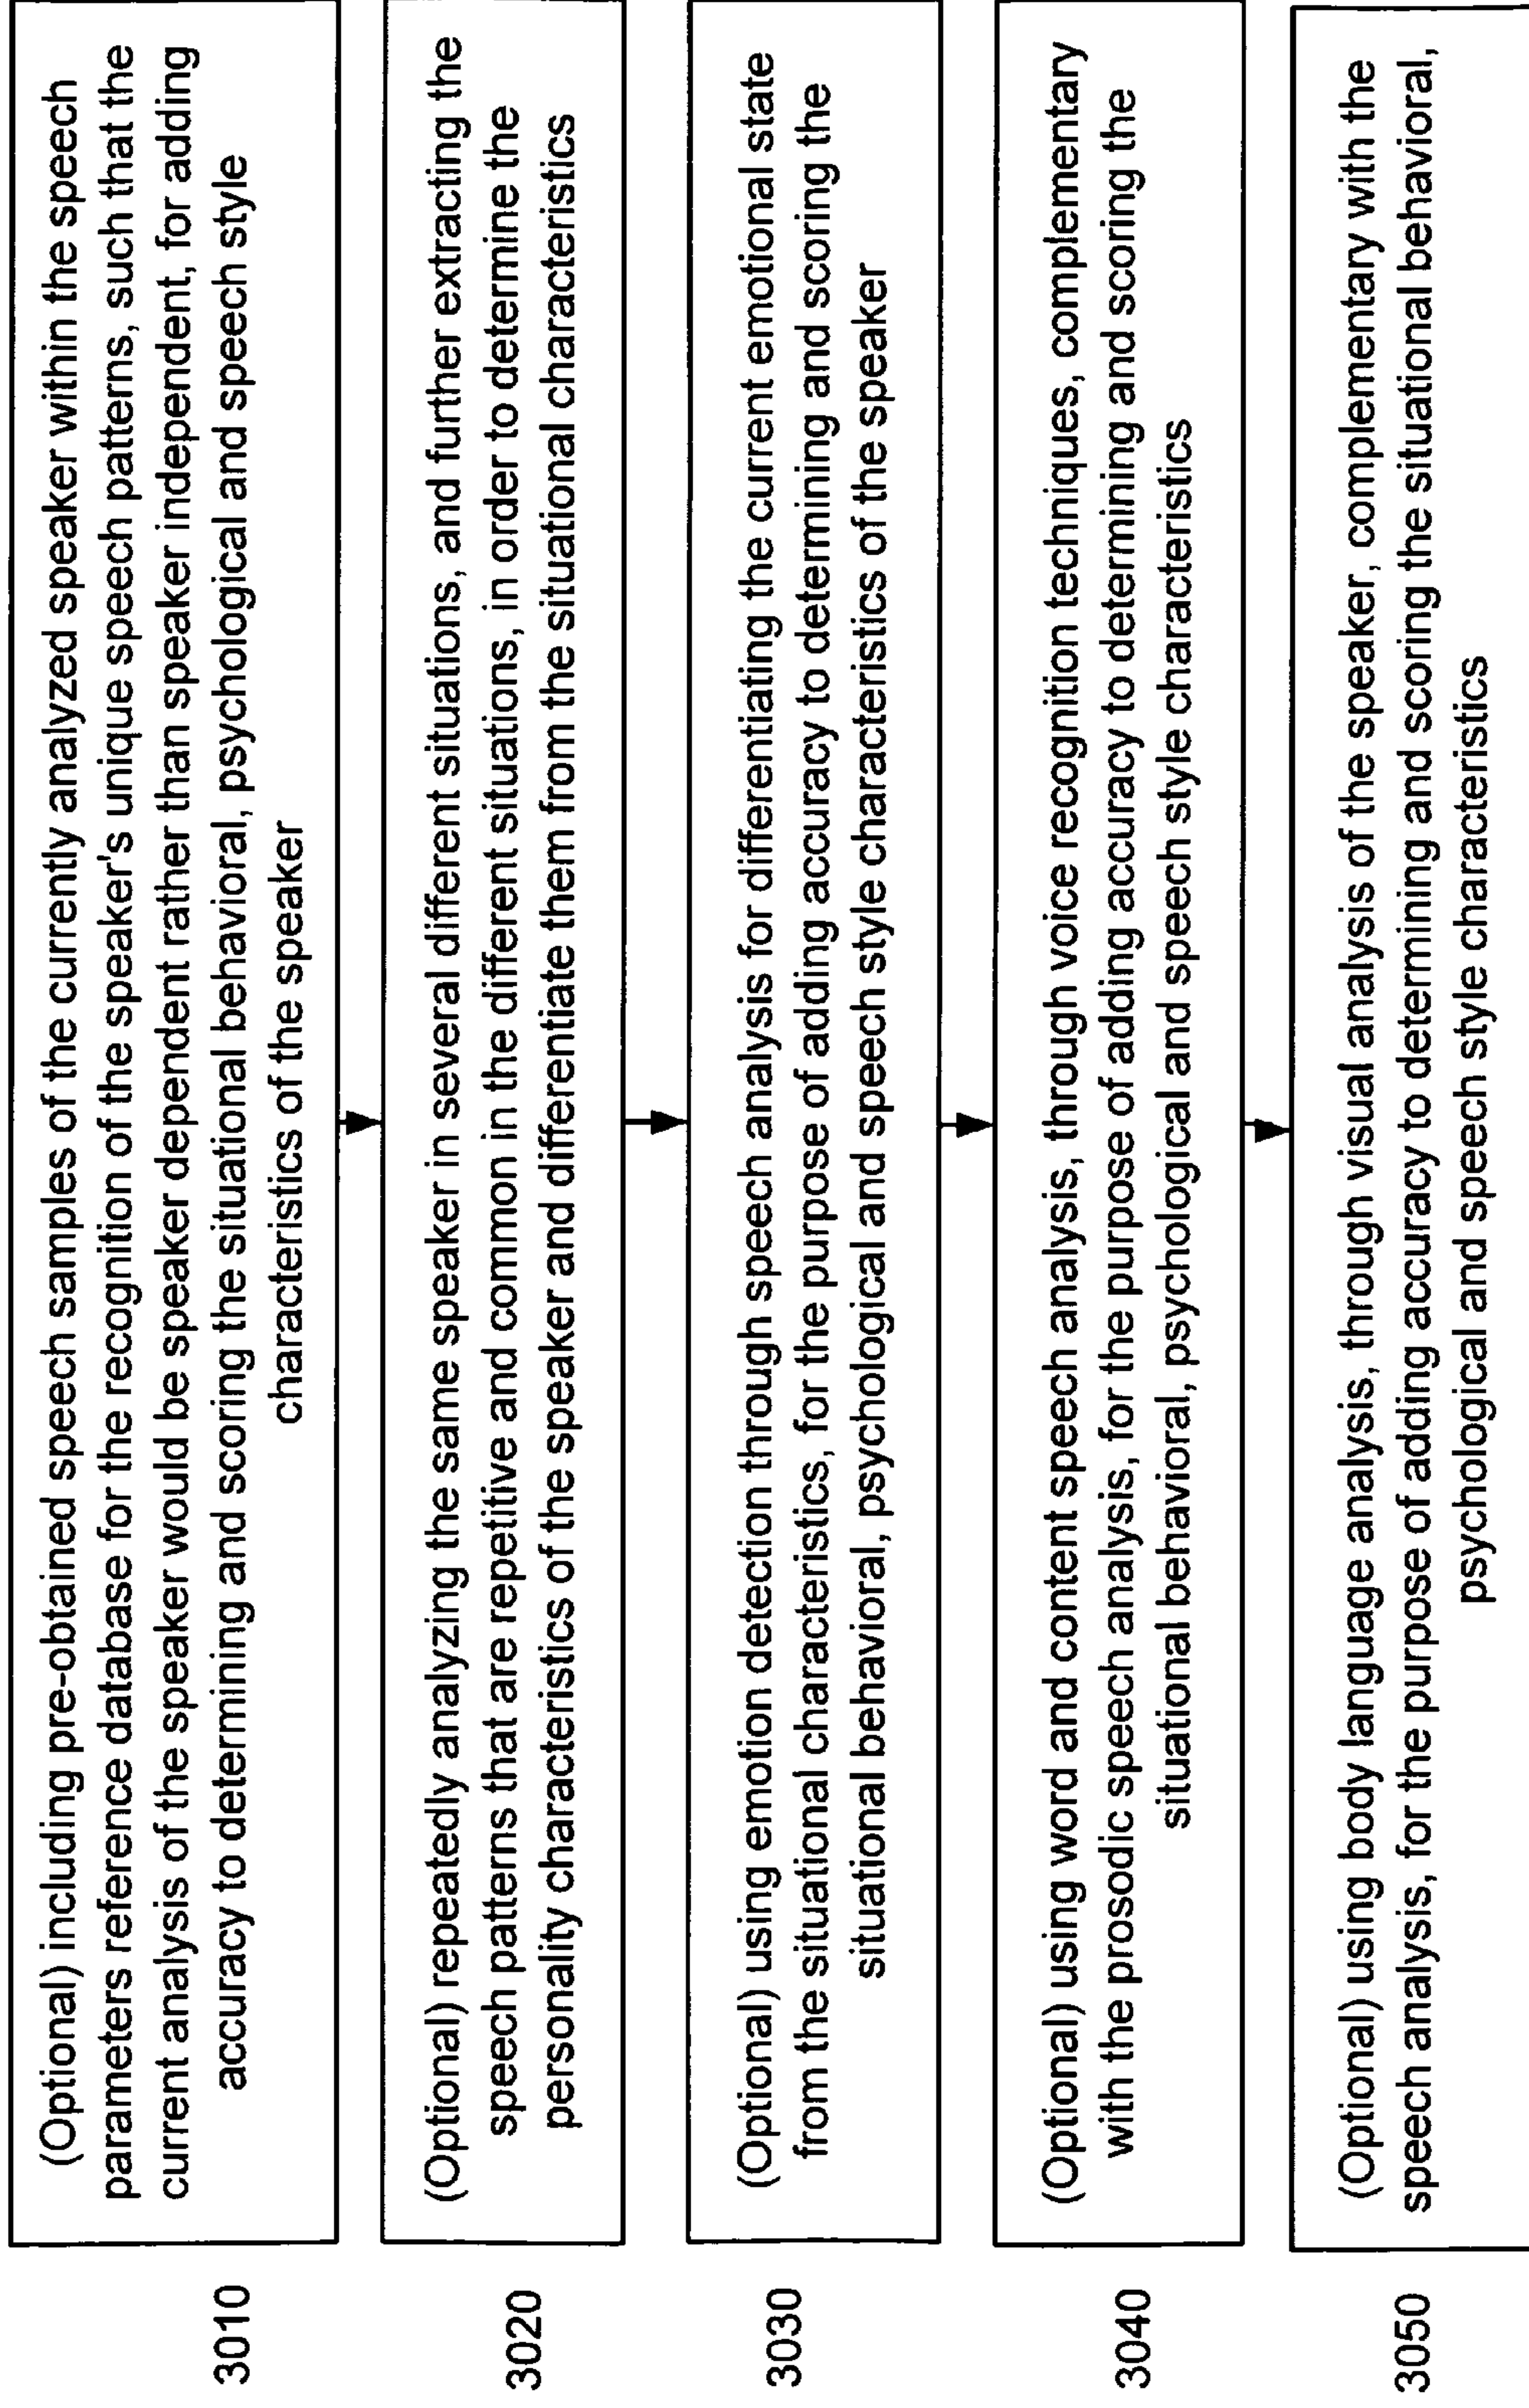 3010
(Optional) including pre-obtained speech samples of the currently analyzed speaker within the speech
parameters reference database for the recognition of the speaker's unique speech patterns, such that the
current analysis of the speaker would be speaker dependent rather than speaker independent, for adding
accuracy to determining and scoring the situational behavioral, psychological and speech style
characteristics of the speaker
3020
(Optional) repeatedly analyzing the same speaker in several different situations, and further extracting the
speech patterns that are repetitive and common in the different situations, in order to determine the
personality characteristics of the speaker and differentiate them from the situational characteristics
3030
(Optional) using emotion detection through speech analysis for differentiating the current emotional state
from the situational characteristics, for the purpose of adding accuracy to determining and scoring the
situational behavioral, psychological and speech style characteristics of the speaker
3040
(Optional) using word and content speech analysis, through voice recognition techniques, complementary
with the prosodic speech analysis, for the purpose of adding accuracy to determining and scoring the
situational behavioral, psychological and speech style characteristics
3050
(Optional) using body language analysis, through visual analysis of the speaker, complementary with the
speech analysis, for the purpose of adding accuracy to determining and scoring the situational behavioral,
psychological and speech style characteristics